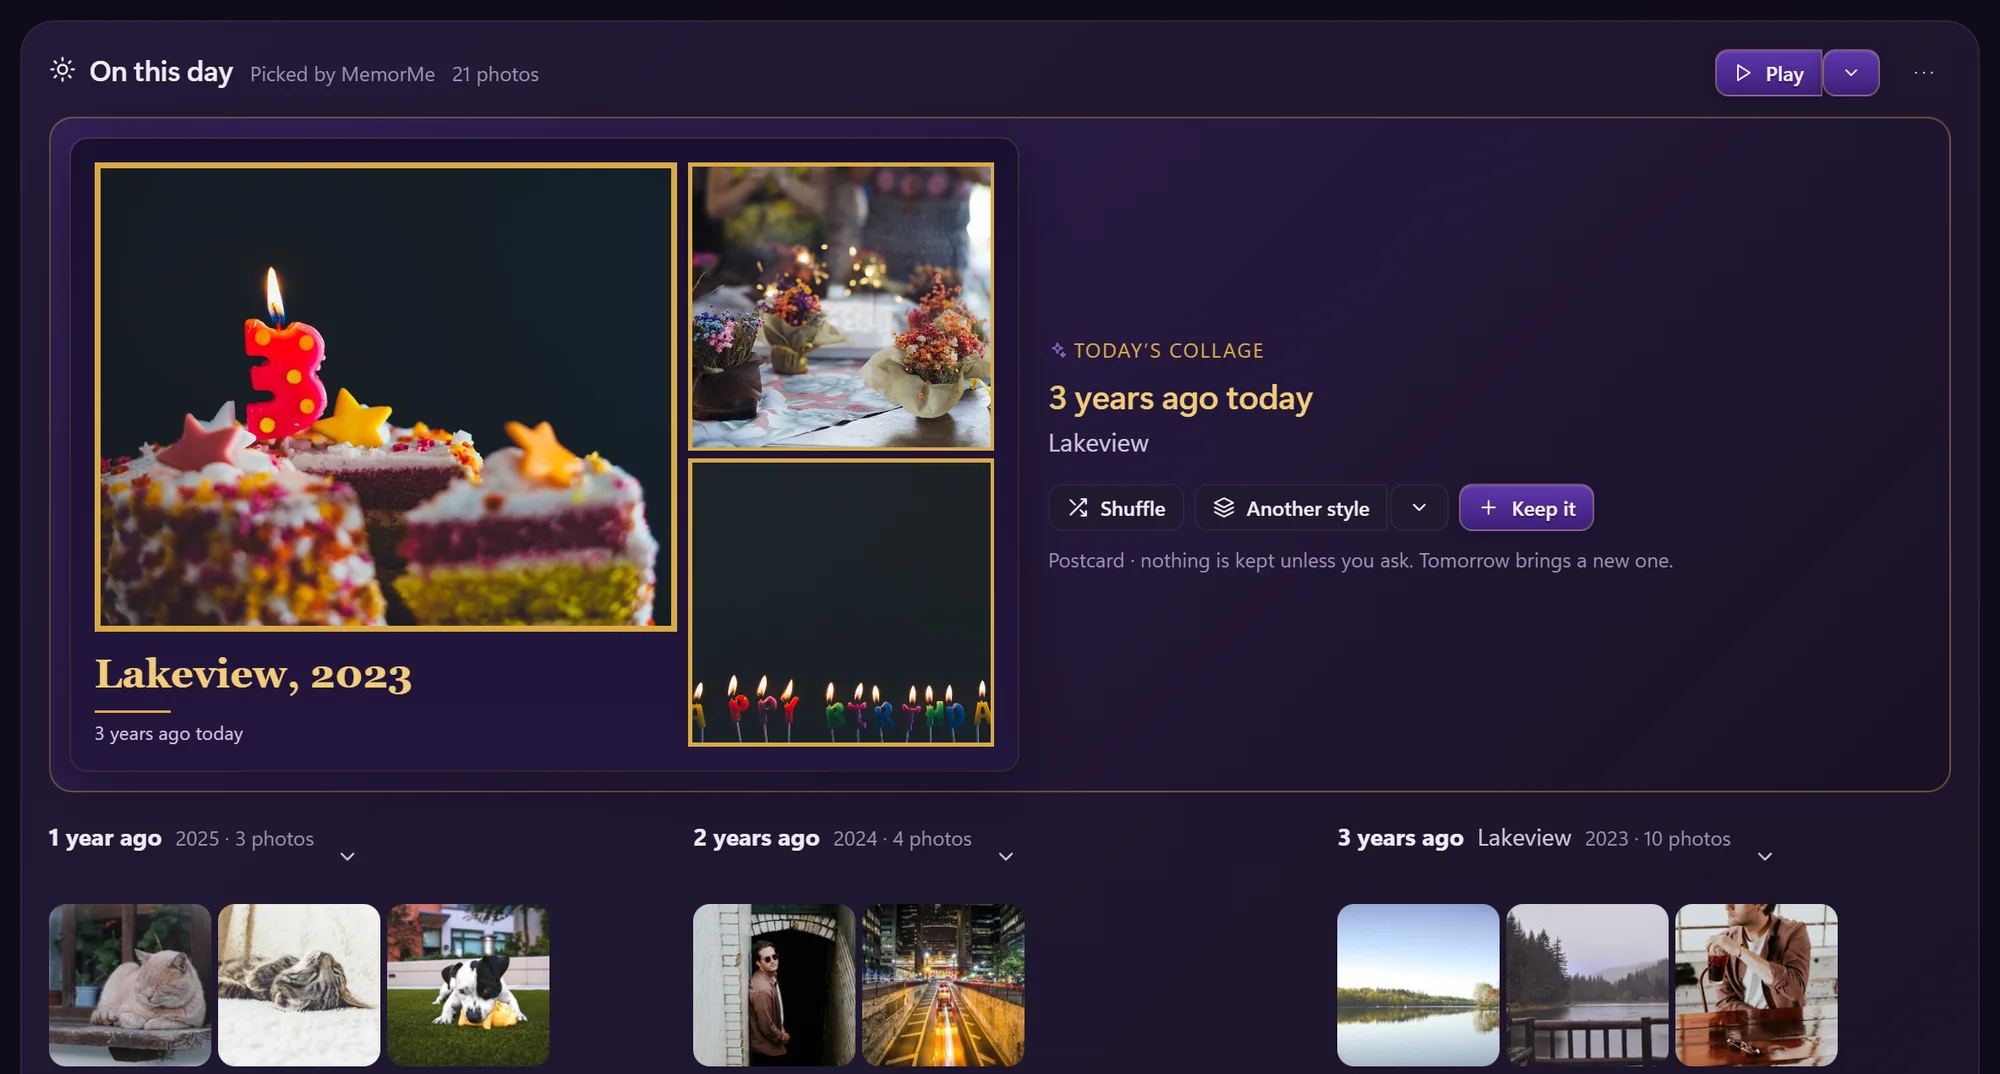 On this day Picked by MemorMe 21 photos
Play
···
3
A PPY BIRTHDA
Lakeview, 2023
3 years ago today
TODAY’S COLLAGE
3 years ago today
Lakeview
Shuffle Another style Keep it
Postcard · nothing is kept unless you ask. Tomorrow brings a new one.
1 year ago 2025 · 3 photos
2 years ago 2024 · 4 photos
3 years ago Lakeview 2023 · 10 photos